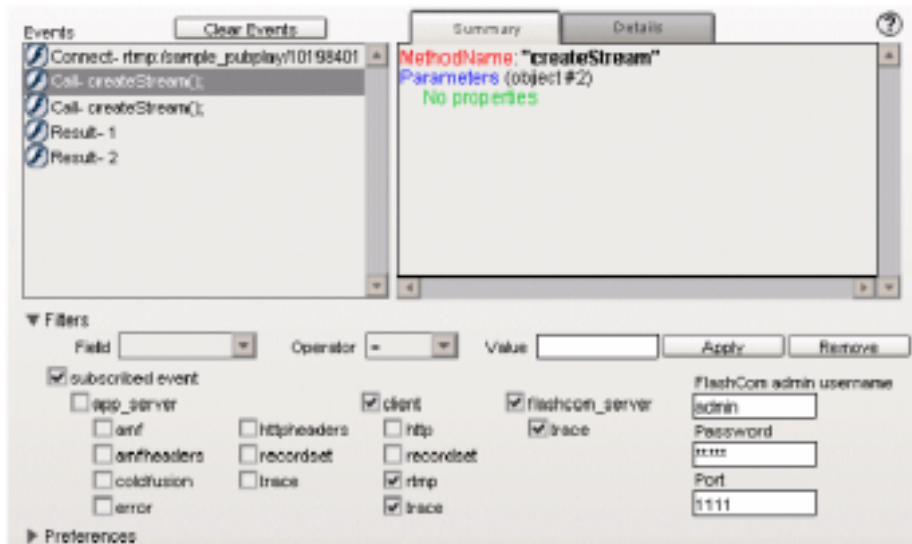 Events
Clear Events
Summary
Details
?
Connect- rtmp:/sample_pubplay/10198401
Call- createStream();
Call- createStream();
Result- 1
Result- 2
MethodName: "createStream"
Parameters (object #2)
No properties
Filters
Field
Operator
=
Value
Apply
Remove
subscribed event
app_server
client
flashcom_server
amf
httpheaders
http
trace
amfheaders
recordset
recordset
coldfusion
trace
rtmp
error
trace
FlashCom admin username
admin
Password
*****
Port
1111
Preferences